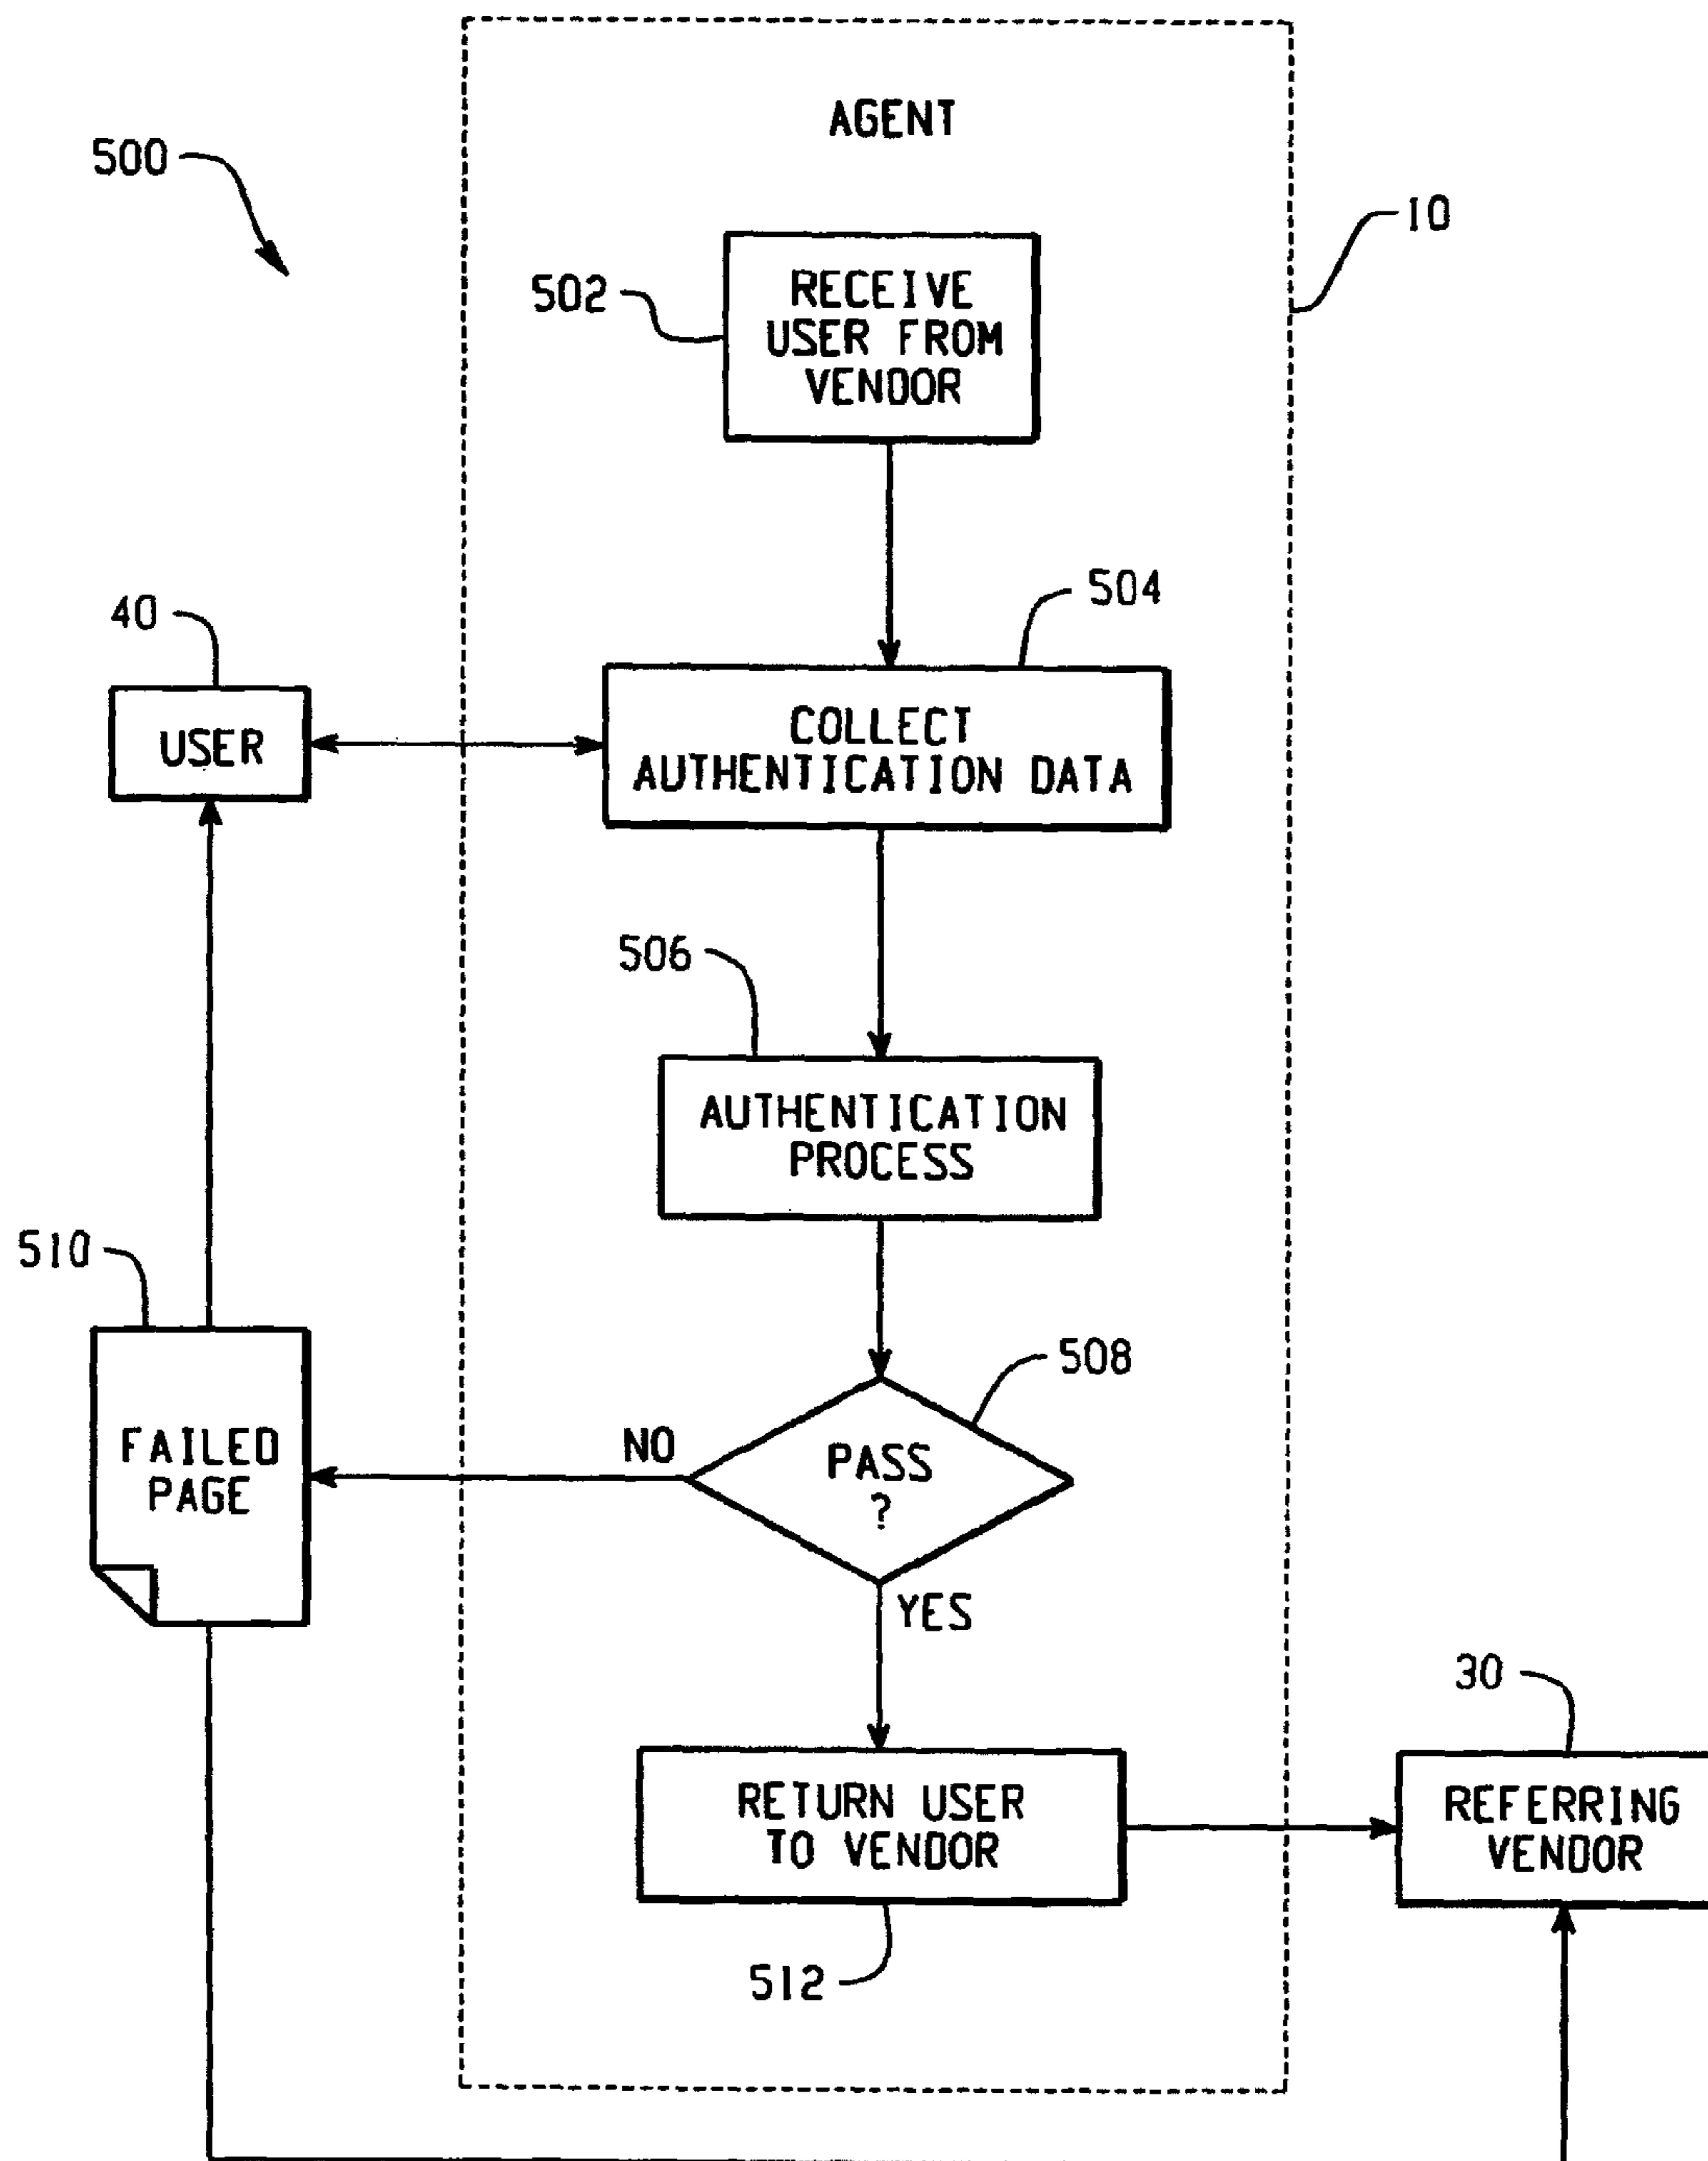 AGENT
500
10
502
RECEIVE
USER FROM
VENDOR
504
40
USER
COLLECT
AUTHENTICATION DATA
506
AUTHENTICATION
PROCESS
510
508
FAILED
PAGE
NO
PASS
?
YES
30
RETURN USER
TO VENDOR
REFERRING
VENDOR
512